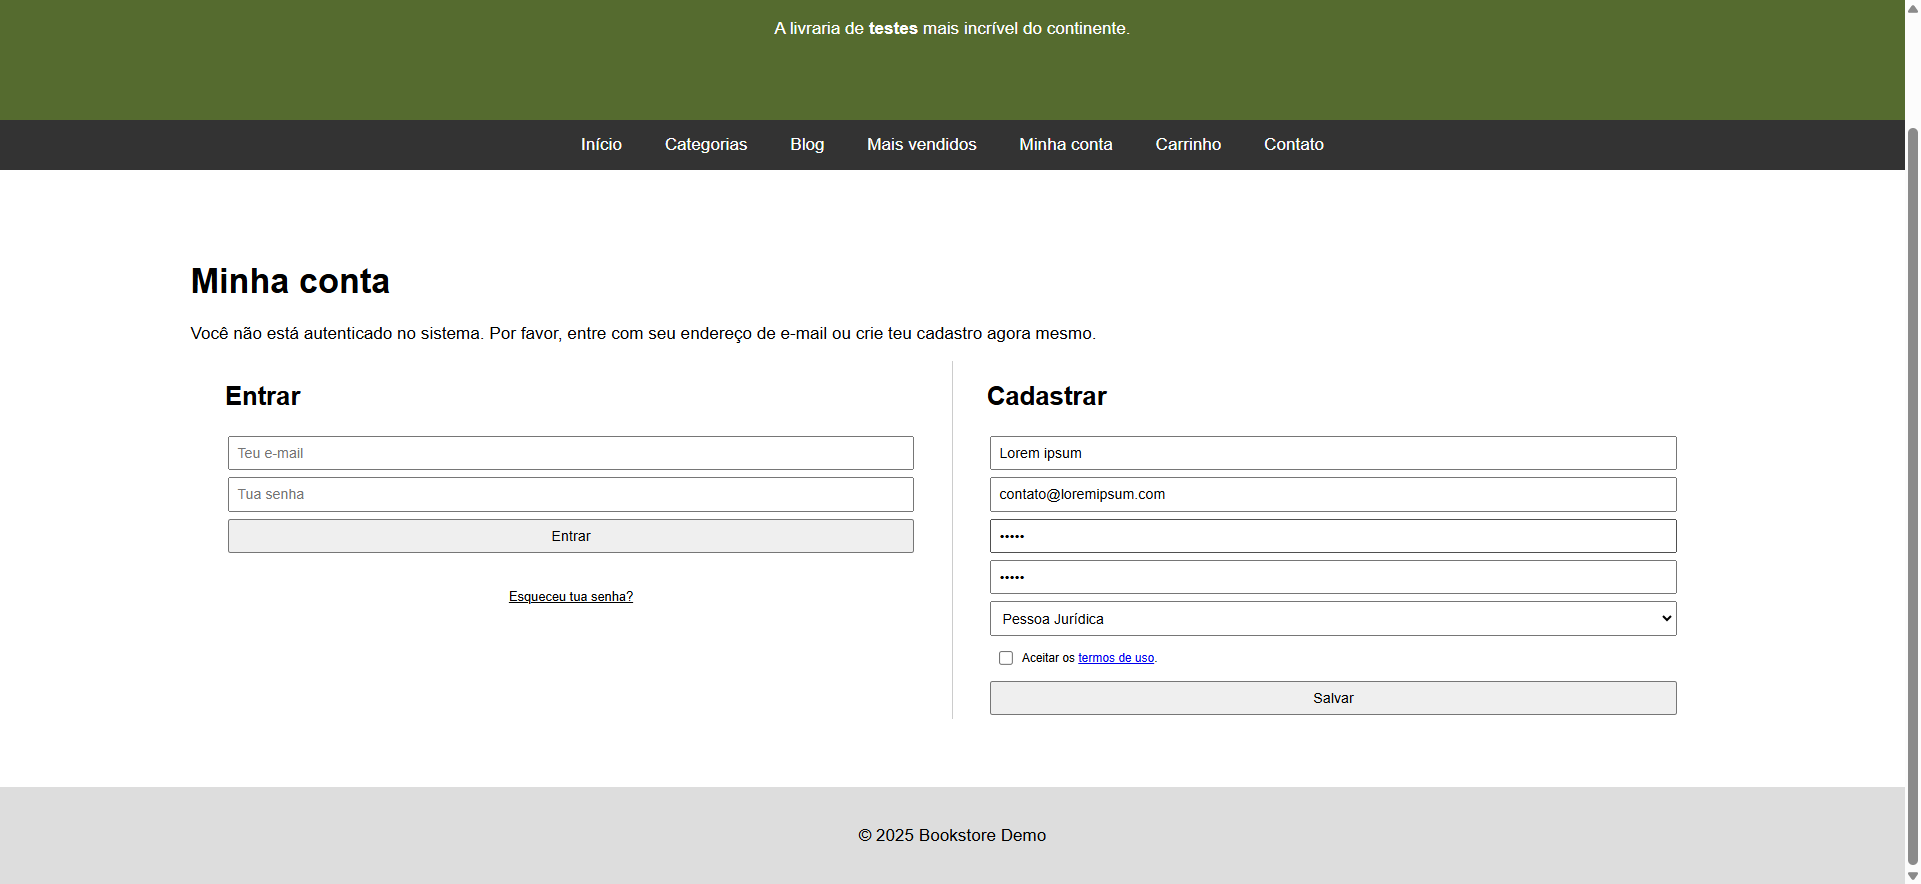 A livraria de testes mais incrível do continente.
Início Categorias Blog Mais vendidos Minha conta Carrinho Contato
Minha conta
Você não está autenticado no sistema. Por favor, entre com seu endereço de e-mail ou crie teu cadastro agora mesmo.
Entrar
Teu e-mail
Tua senha
Entrar
Esqueceu tua senha?
Cadastrar
Lorem ipsum
contato@loremipsum.com
•••••
•••••
Pessoa Jurídica
Aceitar os termos de uso.
Salvar
© 2025 Bookstore Demo